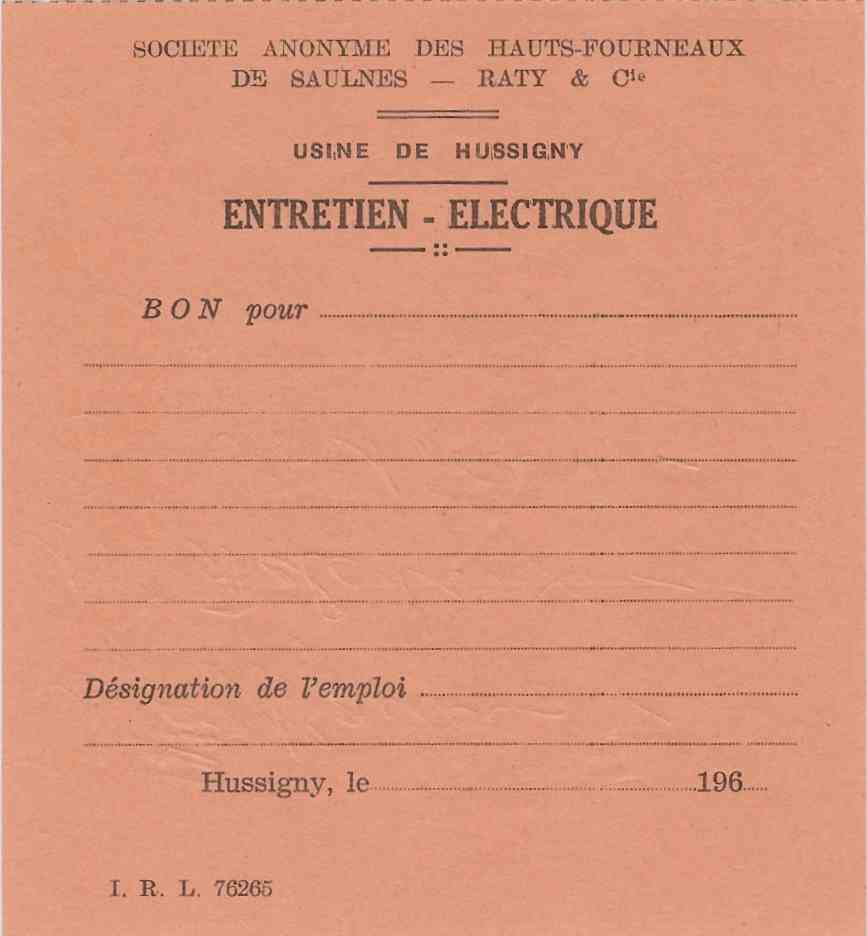 SOCIETE ANONYME DES HAUTS-FOURNEAUX
DE SAULNES — RATY & Cie
USINE DE HUSSIGNY
ENTRETIEN - ELECTRIQUE
BON pour
Désignation de l'emploi
Hussigny, le 196
I. R. L. 76265